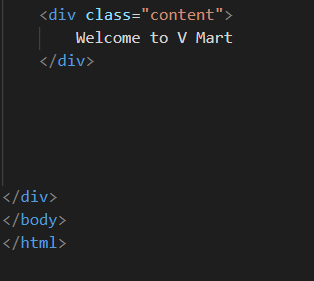 <div class="content">
Welcome to V Mart
</div>
</div>
</body>
</html>